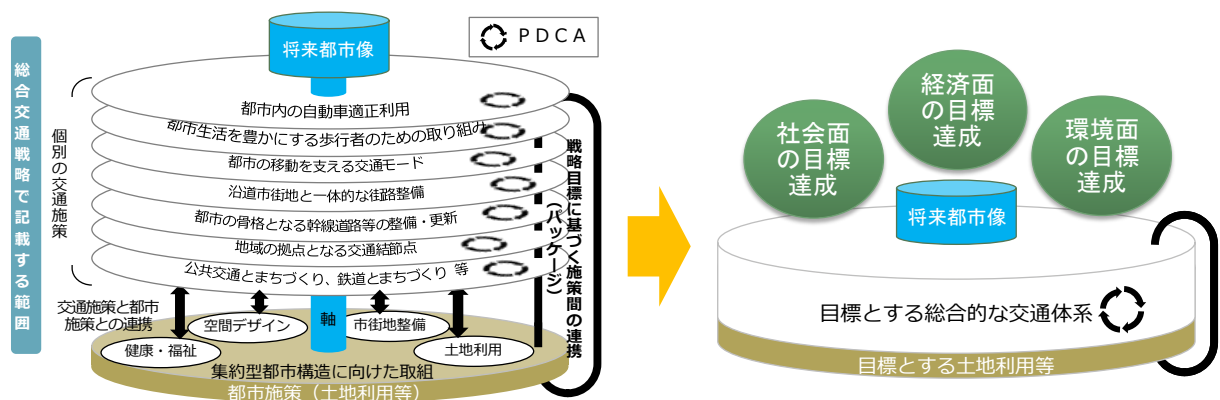 将来都市像
PDCA
総合交通戦略で記載する範囲
個別の交通施策
都市内の自動車適正利用
都市生活を豊かにする歩行者のための取り組み
都市の移動を支える交通モード
沿道市街地と一体的な街路整備
都市の骨格となる幹線道路等の整備・更新
地域の拠点となる交通結節点
公共交通とまちづくり、鉄道とまちづくり 等
戦略目標に基づく施策間の連携
(パッケージ)
交通施策と都市
施策との連携
空間デザイン
軸
市街地整備
健康・福祉
土地利用
集約型都市構造に向けた取組
都市施策(土地利用等)
社会面
の目標
達成
経済面
の目標
達成
環境面
の目標
達成
将来都市像
目標とする総合的な交通体系
目標とする土地利用等